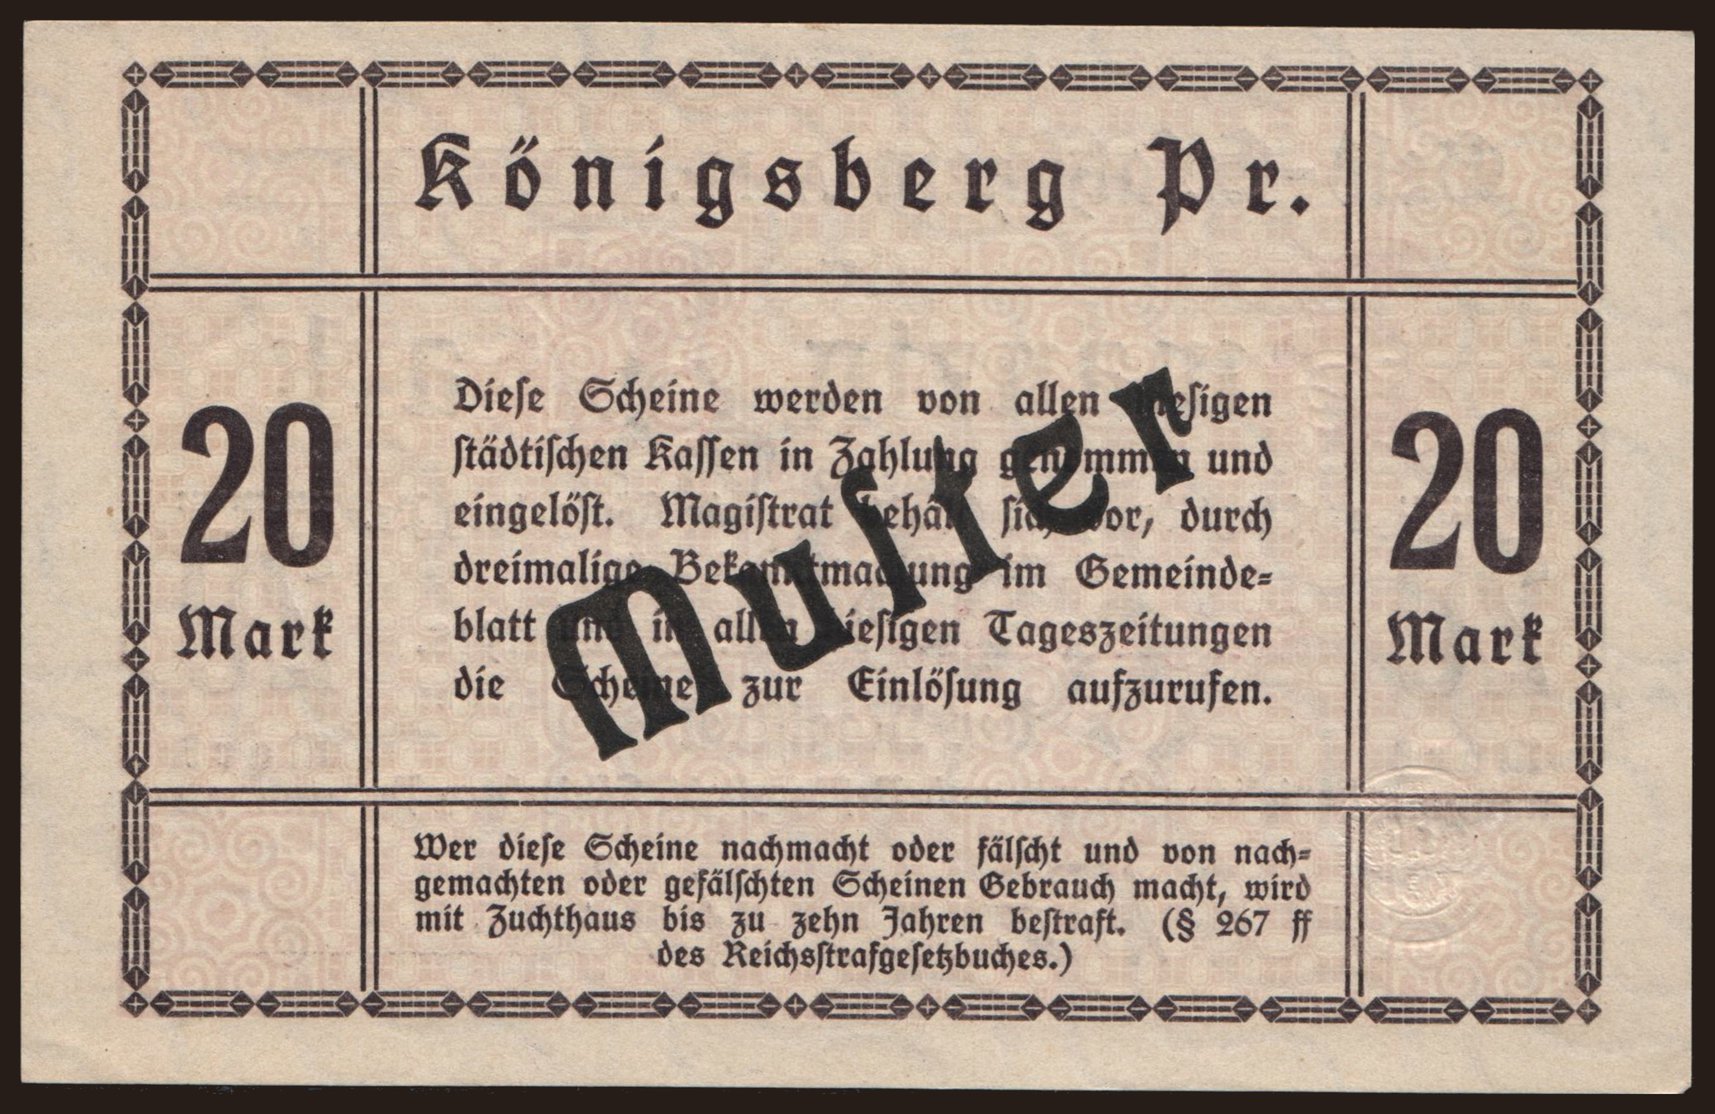 Königsberg Pr.
20
Mark
Dieſe Scheine werden von allen hieſigen
ſtädtiſchen Kaſſen in Zahlung genommen und
eingelöſt. Magiſtrat behält ſich vor, durch
dreimalige Bekanntmachung im Gemeinde=
blatt und in allen hieſigen Tageszeitungen
die Scheine zur Einlöſung aufzurufen.
Muſter
20
Mark
Wer dieſe Scheine nachmacht oder fälſcht und von nach=
gemachten oder gefälſchten Scheinen Gebrauch macht, wird
mit Zuchthaus bis zu zehn Jahren beſtraft. (§ 267 ff
des Reichsſtrafgeſetzbuches.)